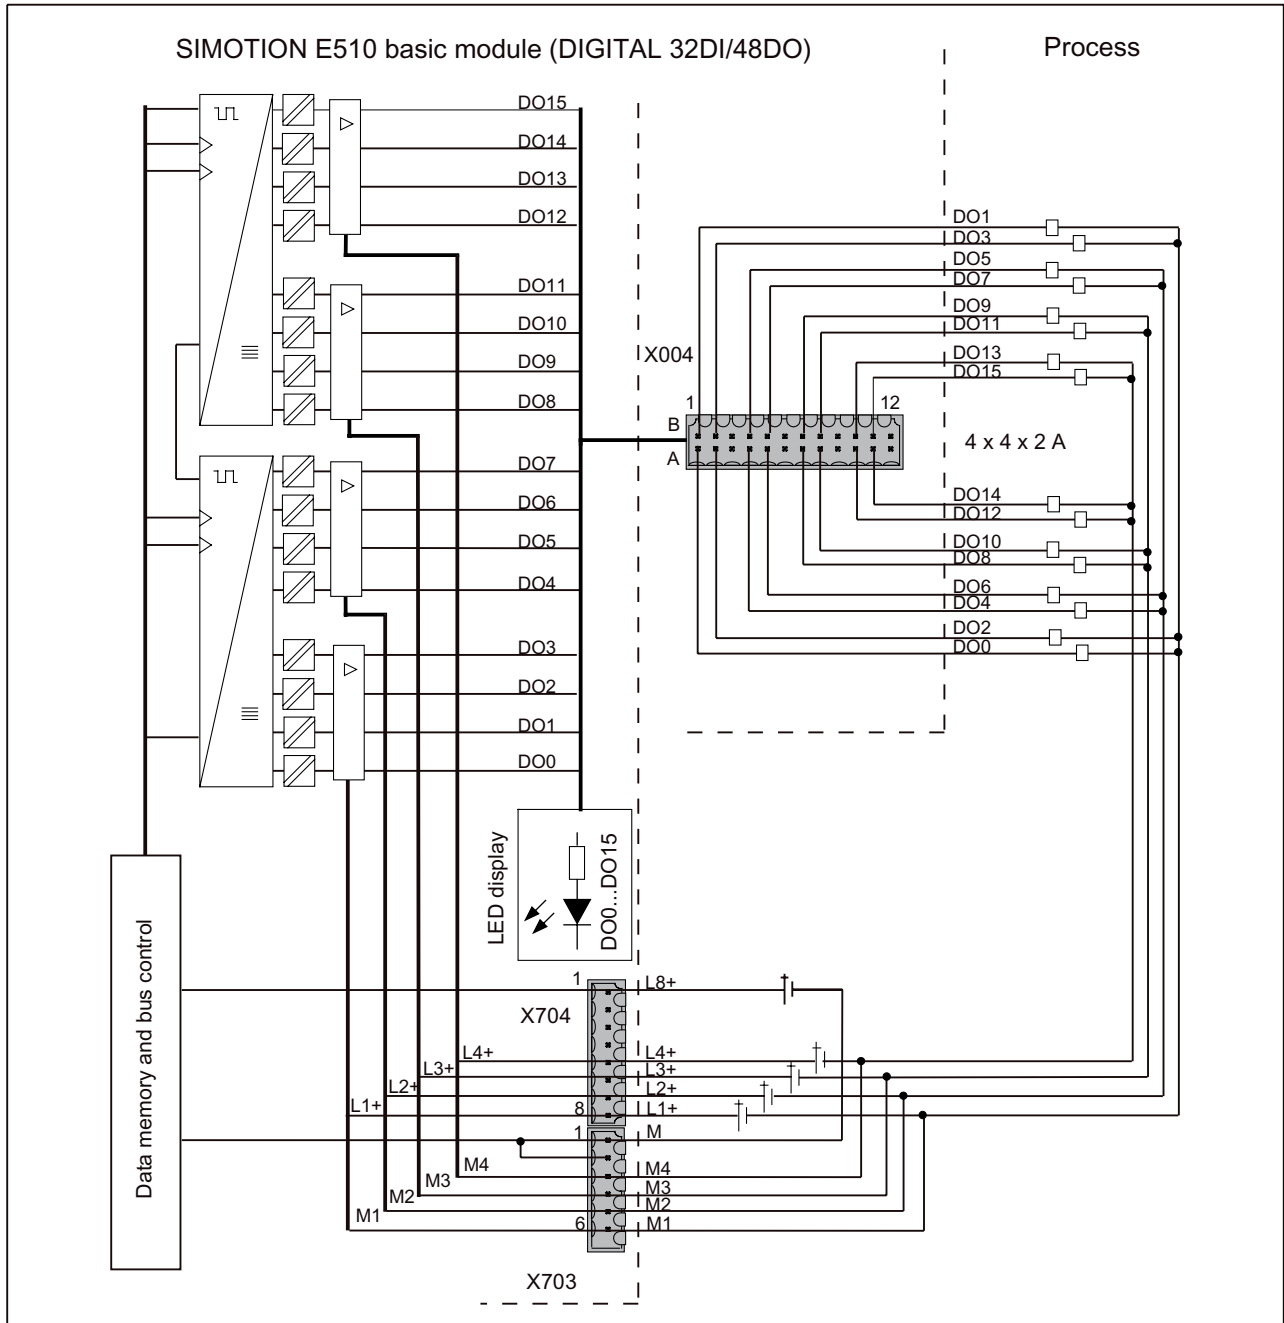 SIMOTION E510 basic module (DIGITAL 32DI/48DO)
Process
DO15
DO14
DO13
DO12
DO11
DO10
DO9
DO8
DO7
DO6
DO5
DO4
DO3
DO2
DO1
DO0
X004
1
12
B
A
DO1
DO3
DO5
DO7
DO9
DO11
DO13
DO15
4 x 4 x 2 A
DO14
DO12
DO10
DO8
DO6
DO4
DO2
DO0
LED display
DO0...DO15
Data memory and bus control
1
L8+
X704
L4+
L4+
L3+
L3+
L2+
L2+
L1+
8
L1+
1
M
M4
M4
M3
M3
M2
M2
M1
6
M1
X703